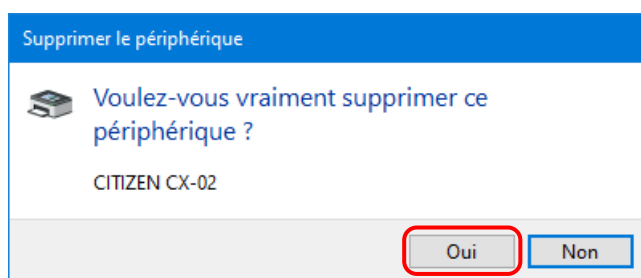 Supprimer le périphérique
Voulez-vous vraiment supprimer ce
périphérique ?
CITIZEN CX-02
Oui
Non